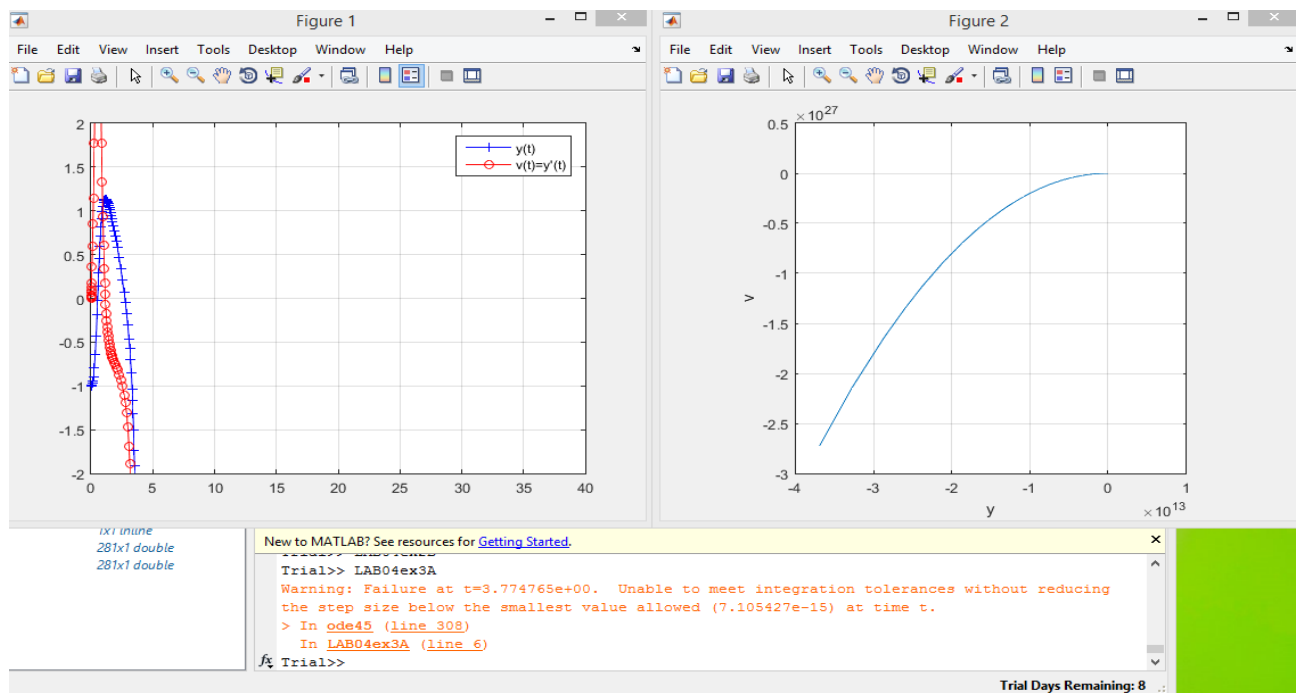 Figure 1
File Edit View Insert Tools Desktop Window Help
2
1.5
1
0.5
0
-0.5
-1
-1.5
-2
0 5 10 15 20 25 30 35 40
y(t)
v(t)=y'(t)
Figure 2
File Edit View Insert Tools Desktop Window Help
×10^27
0.5
0
-0.5
-1
-1.5
-2
-2.5
-3
v
-4 -3 -2 -1 0 1
y
×10^13
1x1 inline
281x1 double
281x1 double
New to MATLAB? See resources for Getting Started.
Trial>> LAB04ex3A
Warning: Failure at t=3.774765e+00. Unable to meet integration tolerances without reducing
the step size below the smallest value allowed (7.105427e-15) at time t.
> In ode45 (line 308)
In LAB04ex3A (line 6)
fx Trial>>
Trial Days Remaining: 8